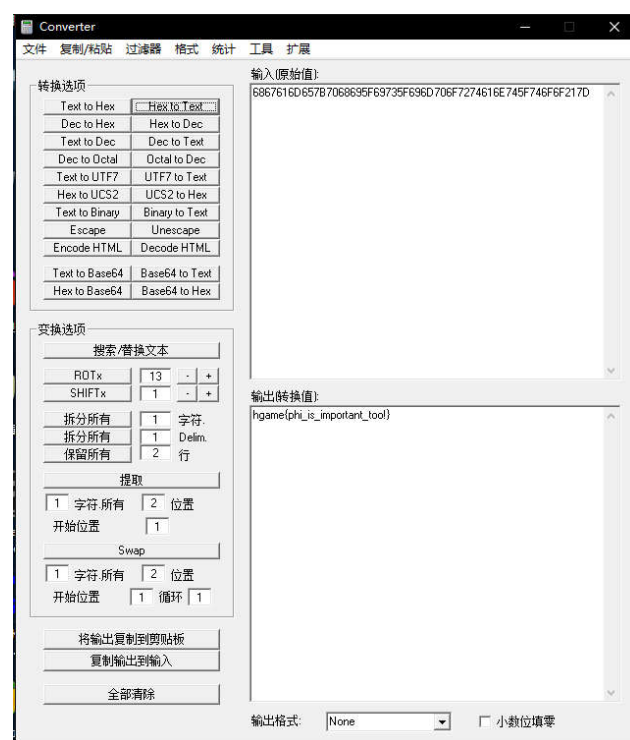 Converter
文件 复制/粘贴 过滤器 格式 统计 工具 扩展
转换选项
Text to Hex Hex to Text
Dec to Hex Hex to Dec
Text to Dec Dec to Text
Dec to Octal Octal to Dec
Text to UTF7 UTF7 to Text
Hex to UCS2 UCS2 to Hex
Text to Binary Binary to Text
Escape Unescape
Encode HTML Decode HTML
Text to Base64 Base64 to Text
Hex to Base64 Base64 to Hex
变换选项
搜索/替换文本
ROTx 13 - +
SHIFTx 1 - +
拆分所有 1 字符.
拆分所有 1 Delim.
保留所有 2 行
提取
1 字符.所有 2 位置
开始位置 1
Swap
1 字符.所有 2 位置
开始位置 1 循环 1
将输出复制到剪贴板
复制输出到输入
全部清除
输入(原始值):
6867616D657B7068695F69735F696D706F7274616E745F746F6F217D
输出(转换值):
hgame{phi_is_important_too!}
输出格式: None 小数位填零